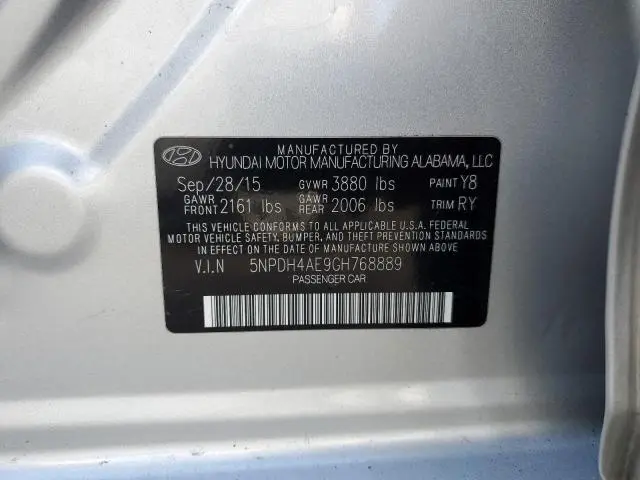 MANUFACTURED BY
HYUNDAI MOTOR MANUFACTURING ALABAMA, LLC
Sep/28/15 GVWR 3880 lbs PAINT Y8
GAWR FRONT 2161 lbs GAWR REAR 2006 lbs TRIM RY
THIS VEHICLE CONFORMS TO ALL APPLICABLE U.S.A. FEDERAL
MOTOR VEHICLE SAFETY, BUMPER, AND THEFT PREVENTION STANDARDS
IN EFFECT ON THE DATE OF MANUFACTURE SHOWN ABOVE.
V.I.N 5NPDH4AE9GH768889
PASSENGER CAR